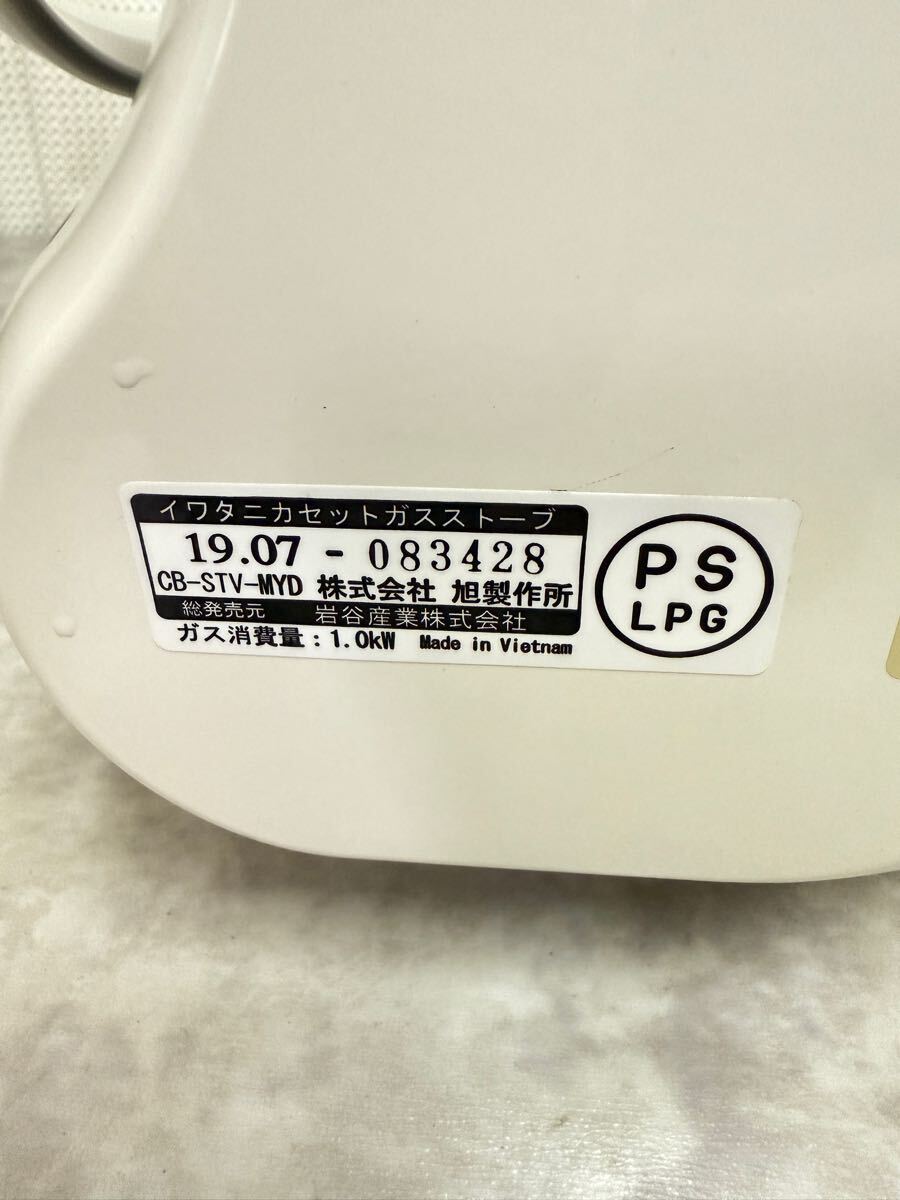 イワタニカセットガスストーブ
19.07 - 083428
CB-STV-MYD 株式会社 旭製作所
総発売元 岩谷産業株式会社
ガス消費量：1.0kW Made in Vietnam
PS
LPG